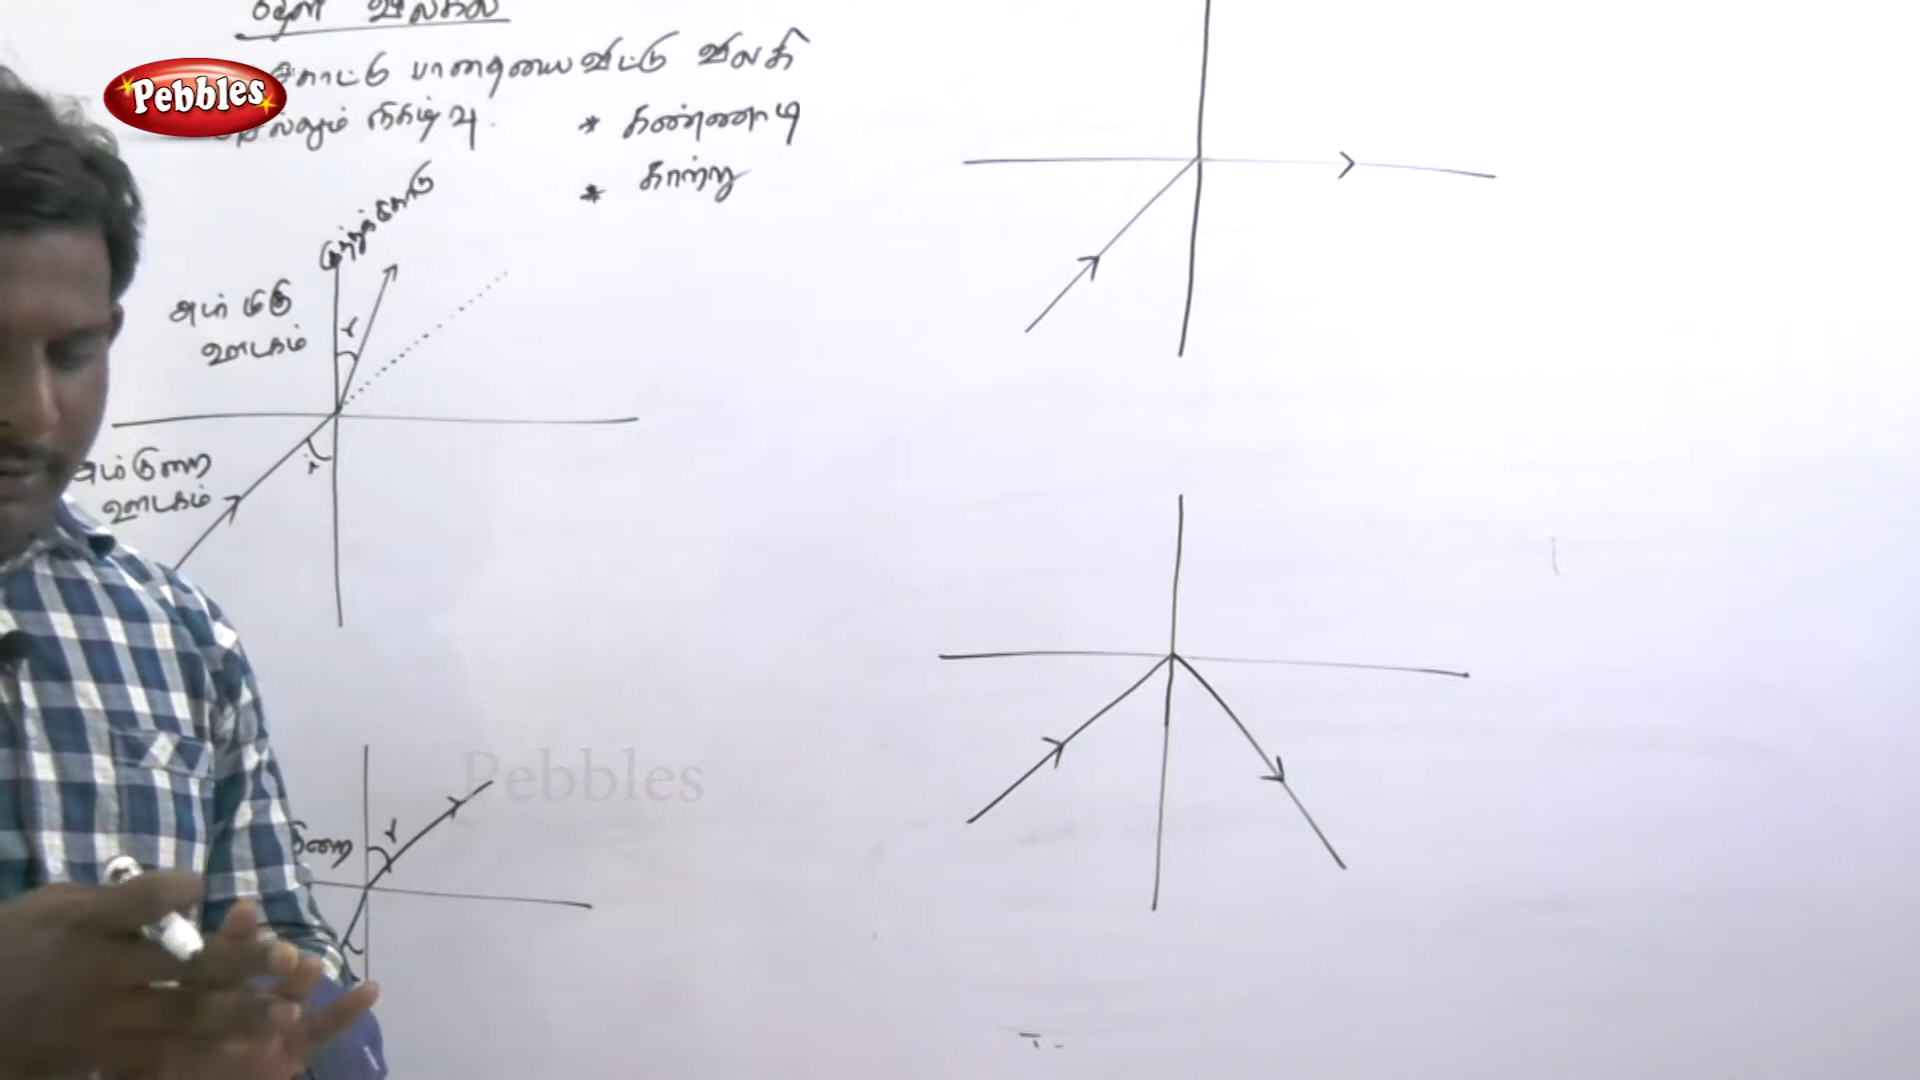 ஒளி விலகல்
கோட்டு பாதையைவிட்டு விலகி
செல்லும் நிகழ்வு.
* கண்ணாடி
* காற்று
Pebbles
குத்துக்கோடு
அடர் மிகு
ஊடகம்
r
i
அடர் குறை
ஊடகம்
Pebbles
குறை
r